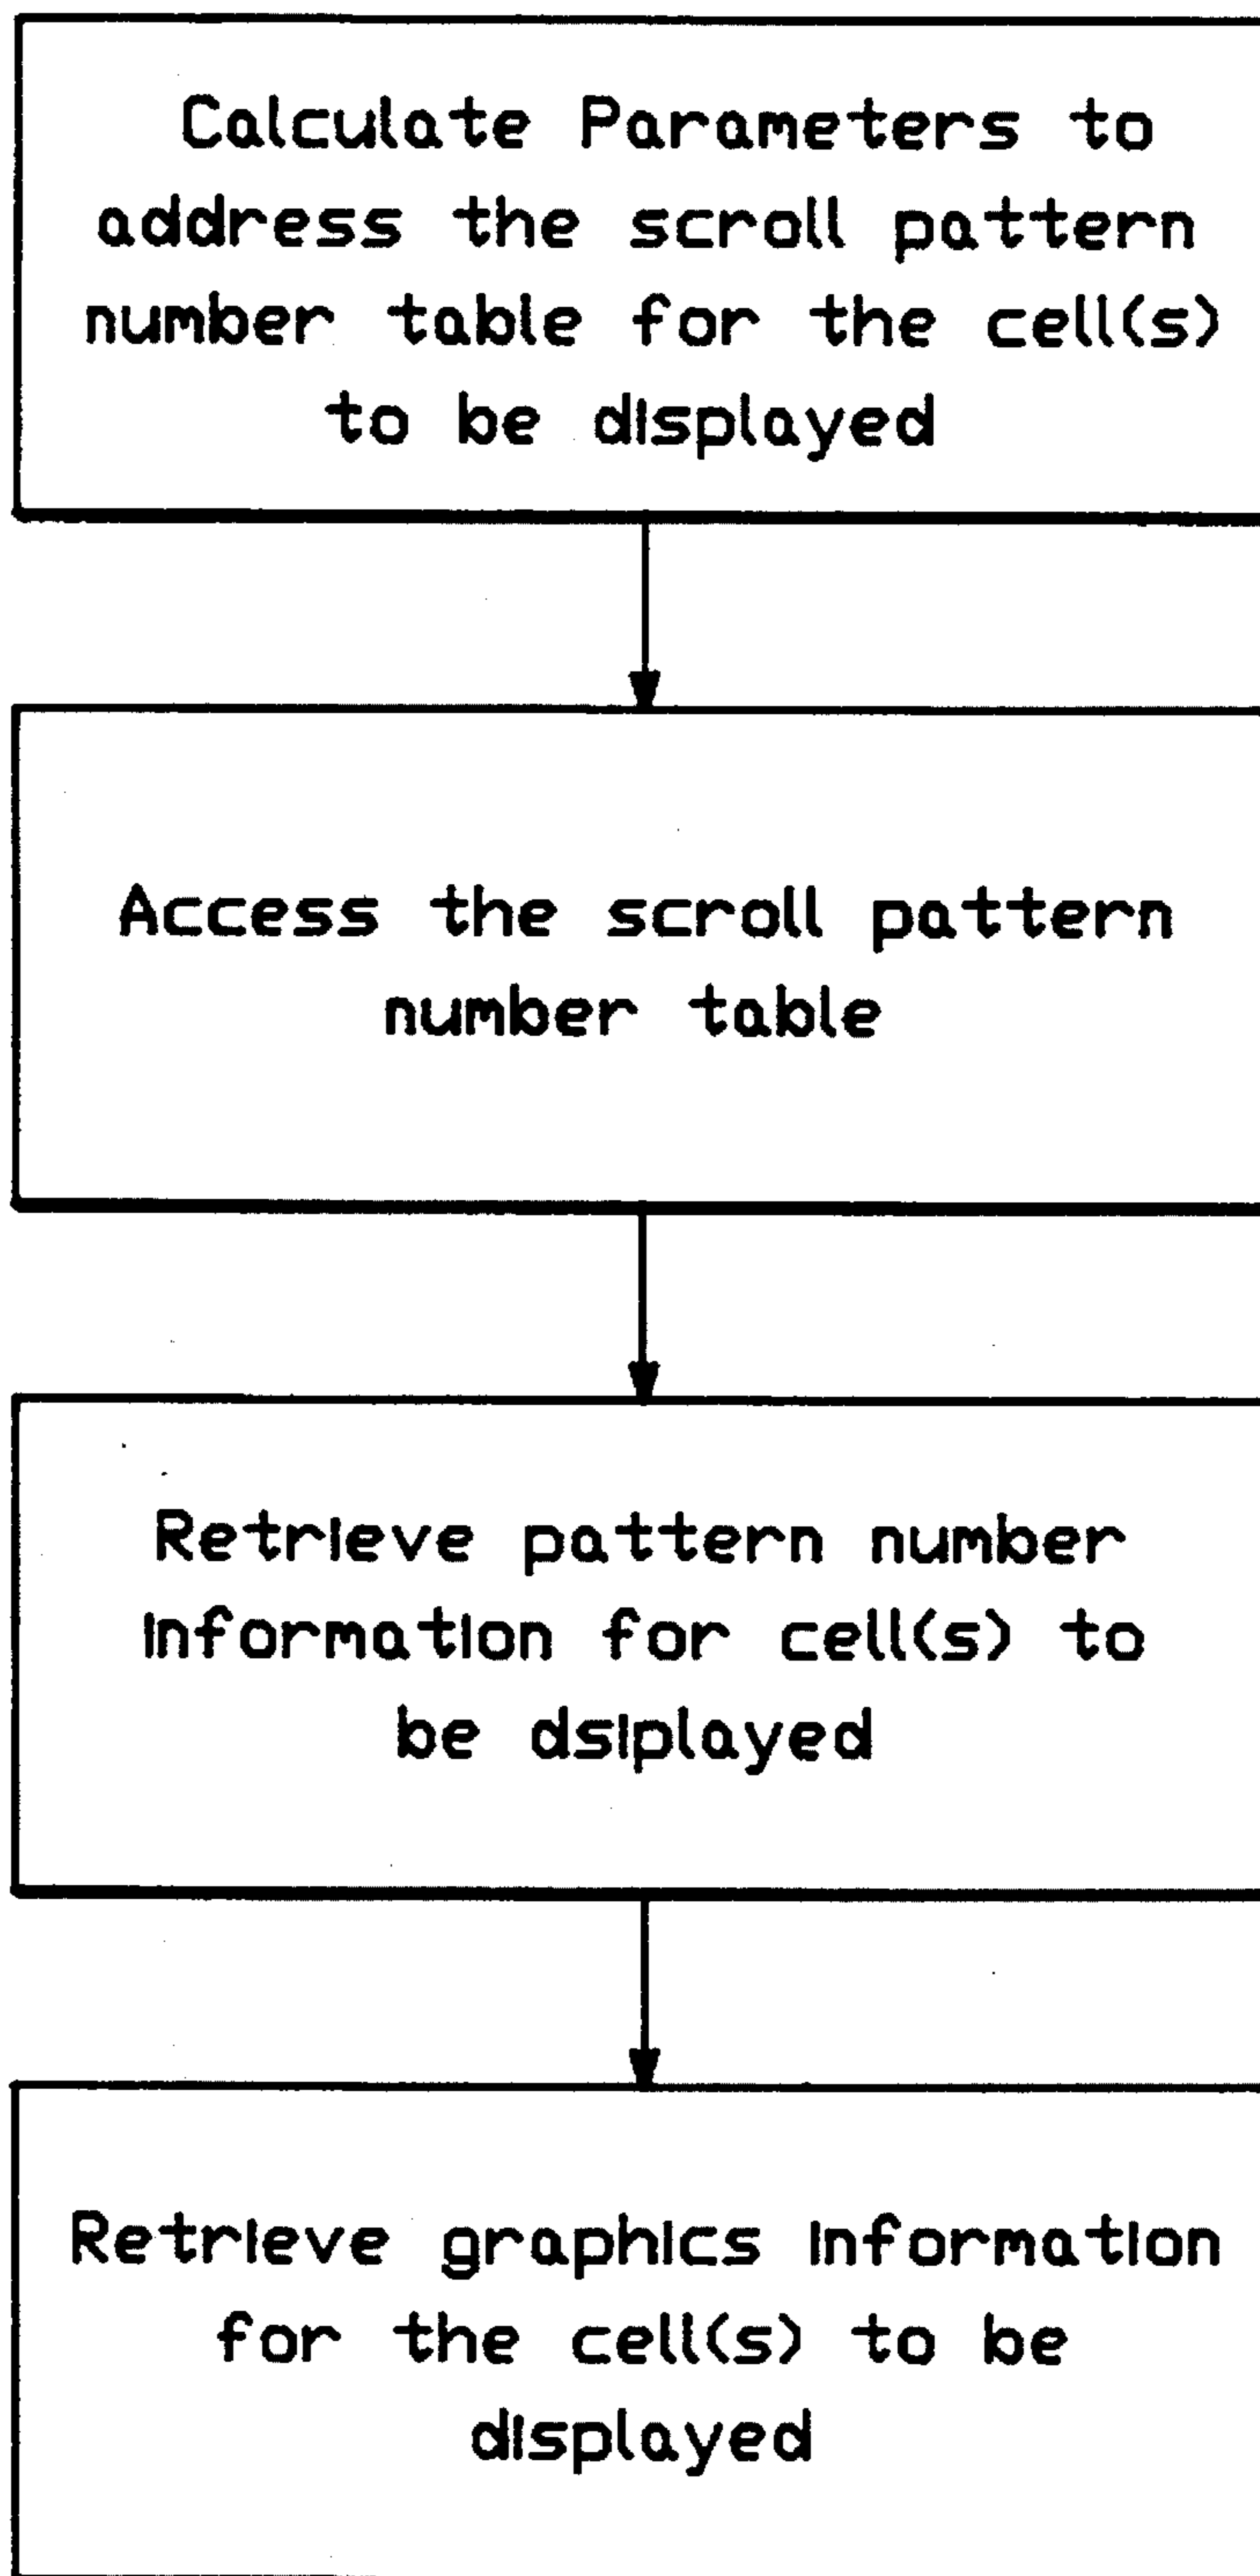 Calculate Parameters to
address the scroll pattern
number table for the cell(s)
to be displayed
Access the scroll pattern
number table
Retrieve pattern number
information for cell(s) to
be dsiplayed
Retrieve graphics information
for the cell(s) to be
displayed